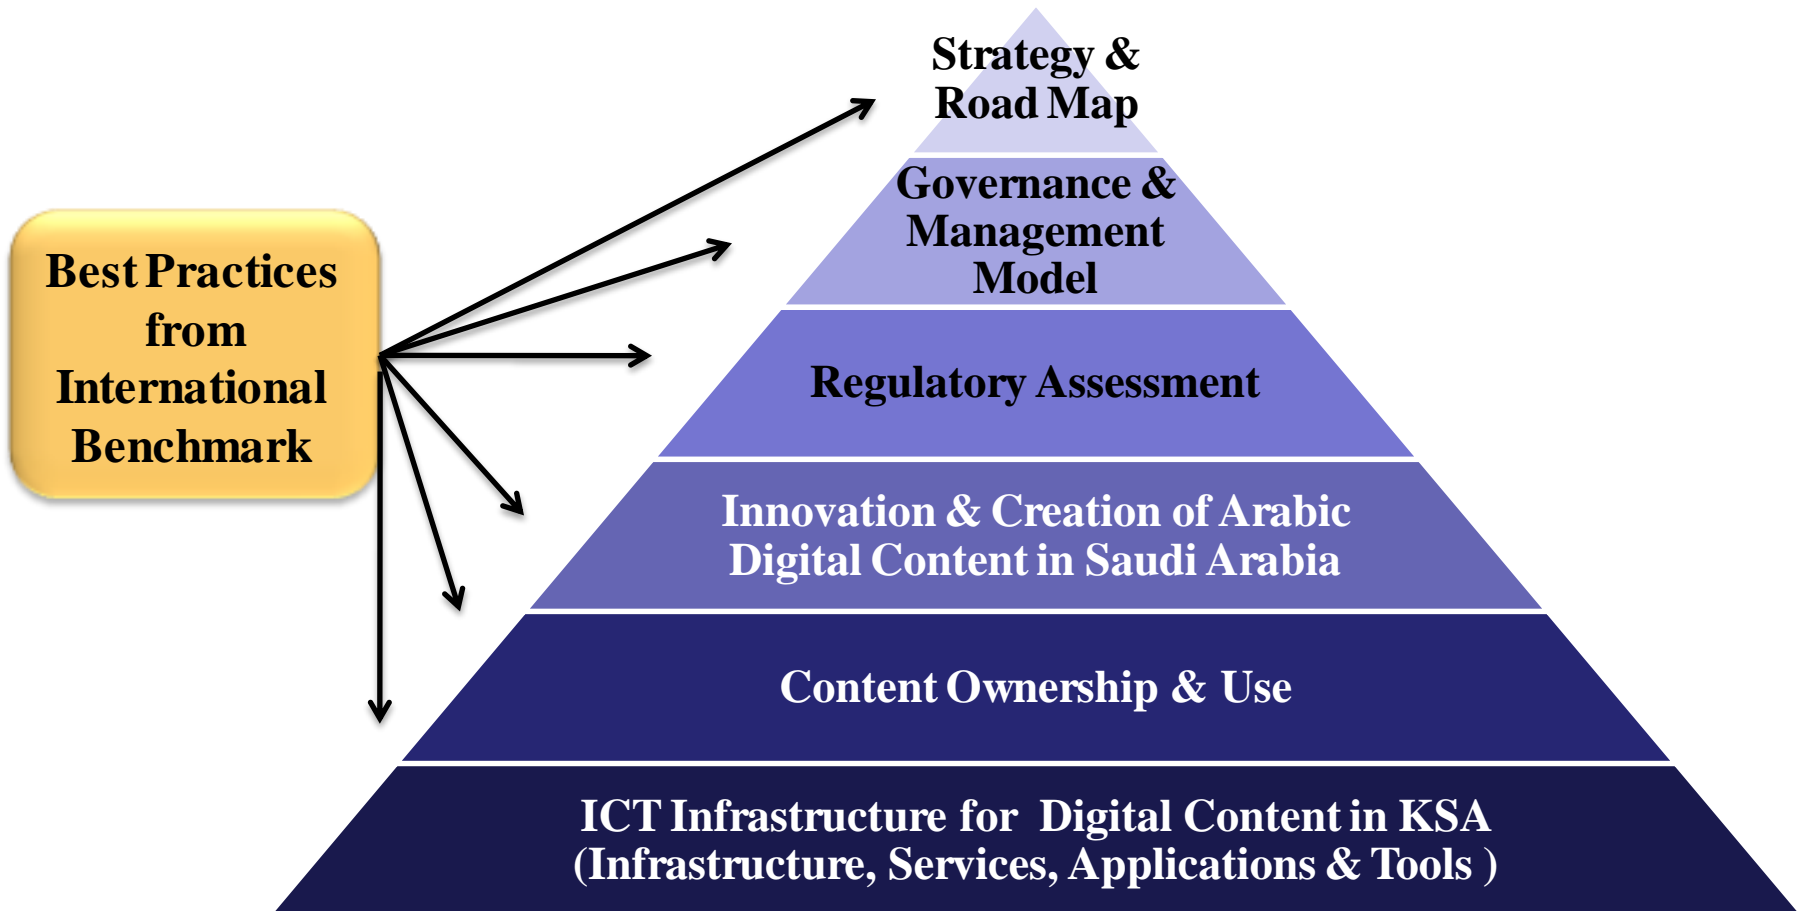 Best Practices
from
International
Benchmark
Strategy &
Road Map
Governance &
Management
Model
Regulatory Assessment
Innovation & Creation of Arabic
Digital Content in Saudi Arabia
Content Ownership & Use
ICT Infrastructure for Digital Content in KSA
(Infrastructure, Services, Applications & Tools )